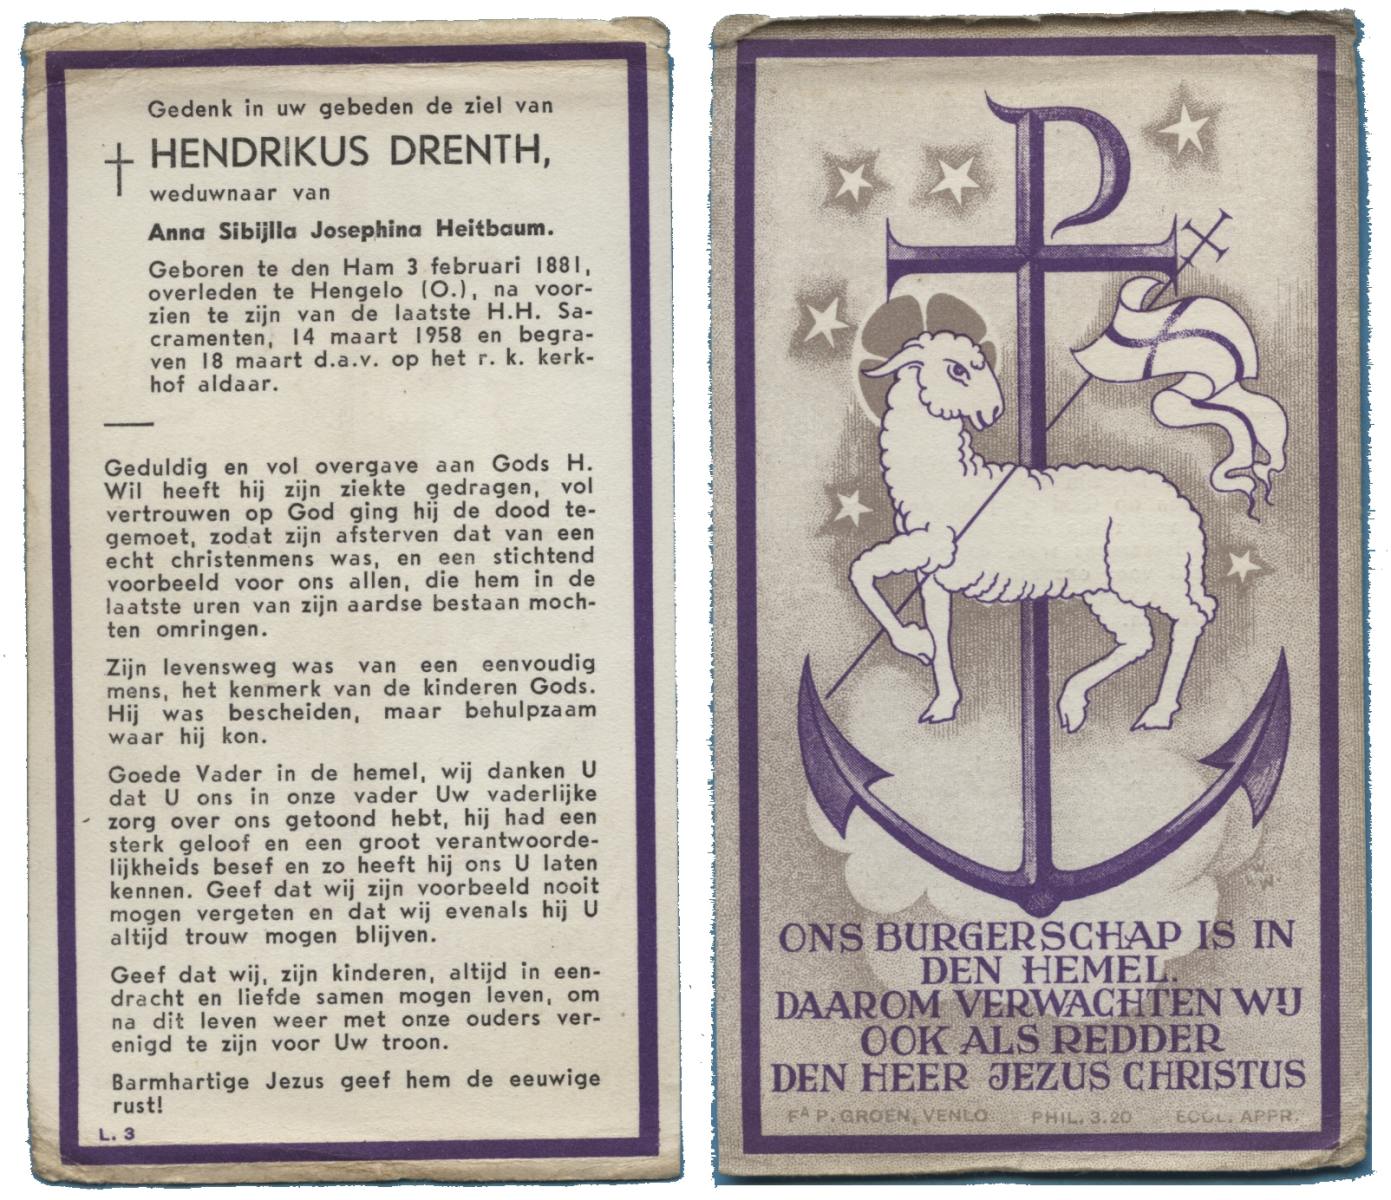 Gedenk in uw gebeden de ziel van
HENDRIKUS DRENTH,
weduwnaar van
Anna Sibijlla Josephina Heitbaum.
Geboren te den Ham 3 februari 1881,
overleden te Hengelo (O.), na voor-
zien te zijn van de laatste H.H. Sa-
cramenten, 14 maart 1958 en begra-
ven 18 maart d.a.v. op het r. k. kerk-
hof aldaar.
Geduldig en vol overgave aan Gods H.
Wil heeft hij zijn ziekte gedragen, vol
vertrouwen op God ging hij de dood te-
gemoet, zodat zijn afsterven dat van een
echt christenmens was, en een stichtend
voorbeeld voor ons allen, die hem in de
laatste uren van zijn aardse bestaan moch-
ten omringen.
Zijn levensweg was van een eenvoudig
mens, het kenmerk van de kinderen Gods.
Hij was bescheiden, maar behulpzaam
waar hij kon.
Goede Vader in de hemel, wij danken U
dat U ons in onze vader Uw vaderlijke
zorg over ons getoond hebt, hij had een
sterk geloof en een groot verantwoorde-
lijkheids besef en zo heeft hij ons U laten
kennen. Geef dat wij zijn voorbeeld nooit
mogen vergeten en dat wij evenals hij U
altijd trouw mogen blijven.
Geef dat wij, zijn kinderen, altijd in een-
dracht en liefde samen mogen leven, om
na dit leven weer met onze ouders ver-
enigd te zijn voor Uw troon.
Barmhartige Jezus geef hem de eeuwige
rust!
L. 3
ONS BURGERSCHAP IS IN
DEN HEMEL.
DAAROM VERWACHTEN WIJ
OOK ALS REDDER
DEN HEER JEZUS CHRISTUS
FA P. GROEN, VENLO PHIL. 3.20 ECCL. APPR.